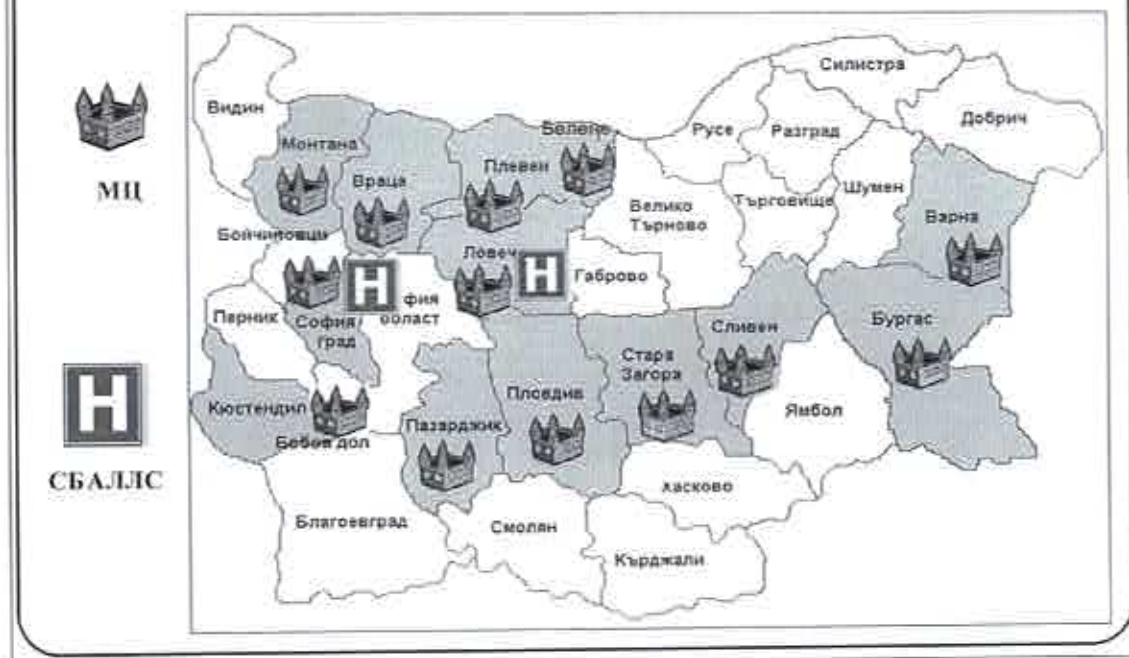 МЦ
СБАЛЛС
Видин
Монтана
Враца
Плевен
Белене
Русе
Силистра
Разград
Добрич
Шумен
Търговище
Велико
Търново
Варна
Бойчиновци
Ловеч
Габрово
Перник
София
град
фия
област
Сливен
Бургас
Стара
Загора
Пловдив
Ямбол
Кюстендил
Бобов дол
Пазарджик
Хасково
Благоевград
Смолян
Кърджали